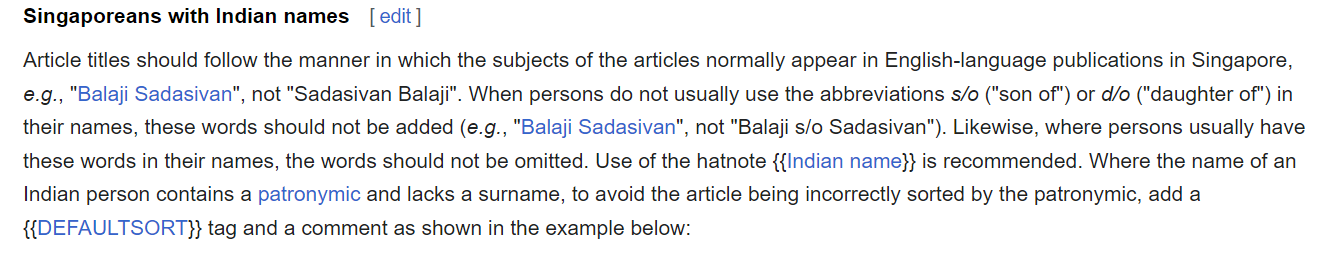 Singaporeans with Indian names [ edit ]
Article titles should follow the manner in which the subjects of the articles normally appear in English-language publications in Singapore,
e.g., "Balaji Sadasivan", not "Sadasivan Balaji". When persons do not usually use the abbreviations s/o ("son of") or d/o ("daughter of") in
their names, these words should not be added (e.g., "Balaji Sadasivan", not "Balaji s/o Sadasivan"). Likewise, where persons usually have
these words in their names, the words should not be omitted. Use of the hatnote {{Indian name}} is recommended. Where the name of an
Indian person contains a patronymic and lacks a surname, to avoid the article being incorrectly sorted by the patronymic, add a
{{DEFAULTSORT}} tag and a comment as shown in the example below: